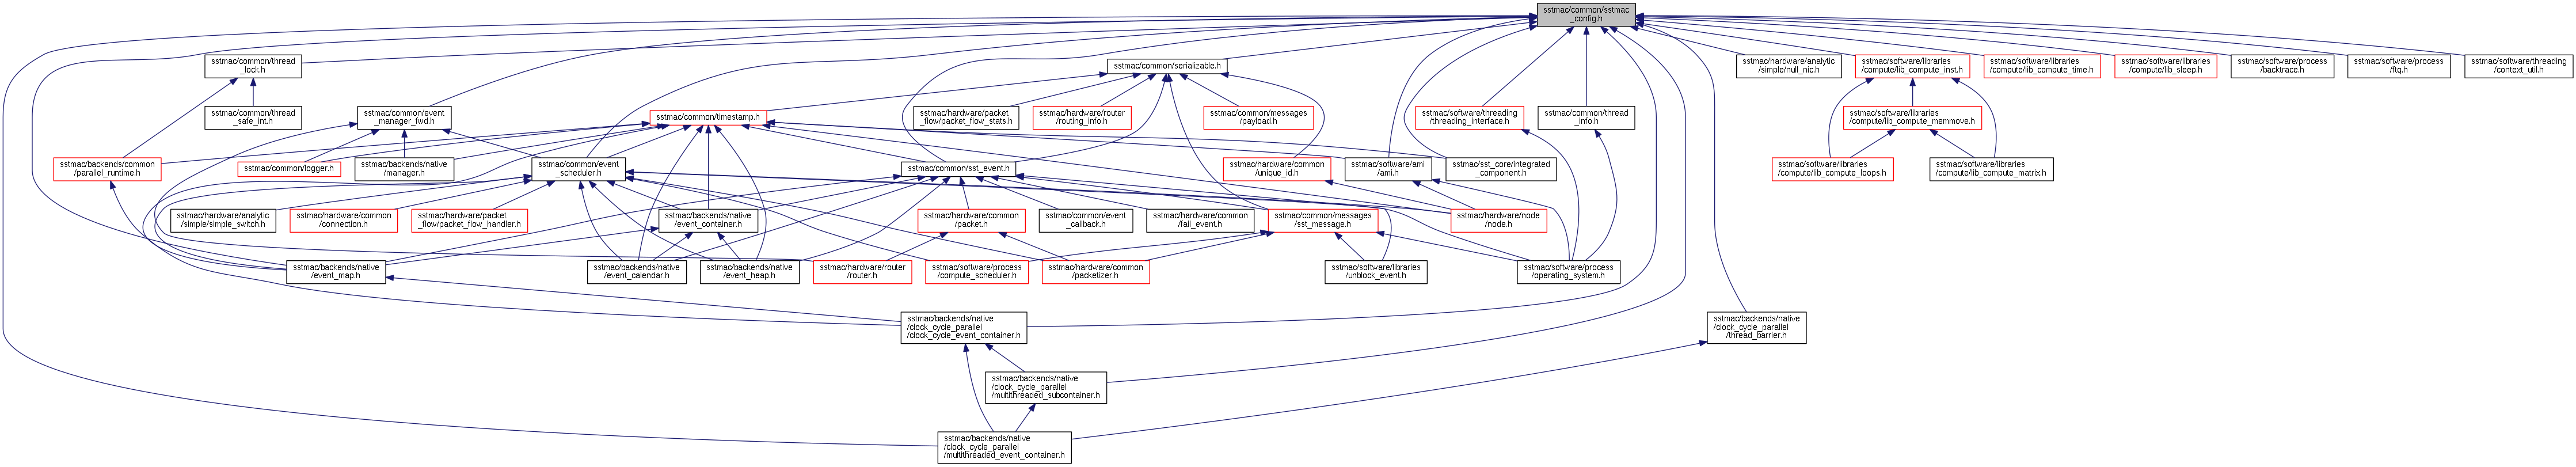 sstmac/common/sstmac
_config.h
sstmac/common/thread
_lock.h
sstmac/common/serializable.h
sstmac/hardware/analytic
/simple/null_nic.h
sstmac/software/libraries
/compute/lib_compute_inst.h
sstmac/software/libraries
/compute/lib_compute_time.h
sstmac/software/libraries
/compute/lib_sleep.h
sstmac/software/process
/backtrace.h
sstmac/software/process
/ftq.h
sstmac/software/threading
/context_util.h
sstmac/common/thread
_safe_int.h
sstmac/common/event
_manager_fwd.h
sstmac/common/timestamp.h
sstmac/hardware/packet
_flow/packet_flow_stats.h
sstmac/hardware/router
/routing_info.h
sstmac/common/messages
/payload.h
sstmac/software/threading
/threading_interface.h
sstmac/common/thread
_info.h
sstmac/software/libraries
/compute/lib_compute_memmove.h
sstmac/backends/common
/parallel_runtime.h
sstmac/common/logger.h
sstmac/backends/native
/manager.h
sstmac/common/event
_scheduler.h
sstmac/common/sst_event.h
sstmac/hardware/common
/unique_id.h
sstmac/software/ami
/ami.h
sstmac/sst_core/integrated
_component.h
sstmac/software/libraries
/compute/lib_compute_loops.h
sstmac/software/libraries
/compute/lib_compute_matrix.h
sstmac/hardware/analytic
/simple/simple_switch.h
sstmac/hardware/common
/connection.h
sstmac/hardware/packet
_flow/packet_flow_handler.h
sstmac/backends/native
/event_container.h
sstmac/hardware/common
/packet.h
sstmac/common/event
_callback.h
sstmac/hardware/common
/fail_event.h
sstmac/common/messages
/sst_message.h
sstmac/hardware/node
/node.h
sstmac/backends/native
/event_map.h
sstmac/backends/native
/event_calendar.h
sstmac/backends/native
/event_heap.h
sstmac/hardware/router
/router.h
sstmac/software/process
/compute_scheduler.h
sstmac/hardware/common
/packetizer.h
sstmac/software/libraries
/unblock_event.h
sstmac/software/process
/operating_system.h
sstmac/backends/native
/clock_cycle_parallel
/clock_cycle_event_container.h
sstmac/backends/native
/clock_cycle_parallel
/thread_barrier.h
sstmac/backends/native
/clock_cycle_parallel
/multithreaded_subcontainer.h
sstmac/backends/native
/clock_cycle_parallel
/multithreaded_event_container.h